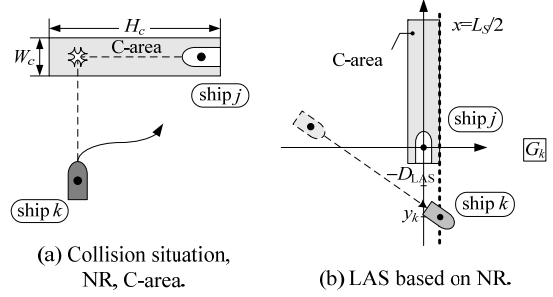 H_c
W_c
C-area
ship j
ship k
(a) Collision situation,
NR, C-area.
x=L_S/2
C-area
ship j
G_k
−D_LAS
ship k
y_k
(b) LAS based on NR.